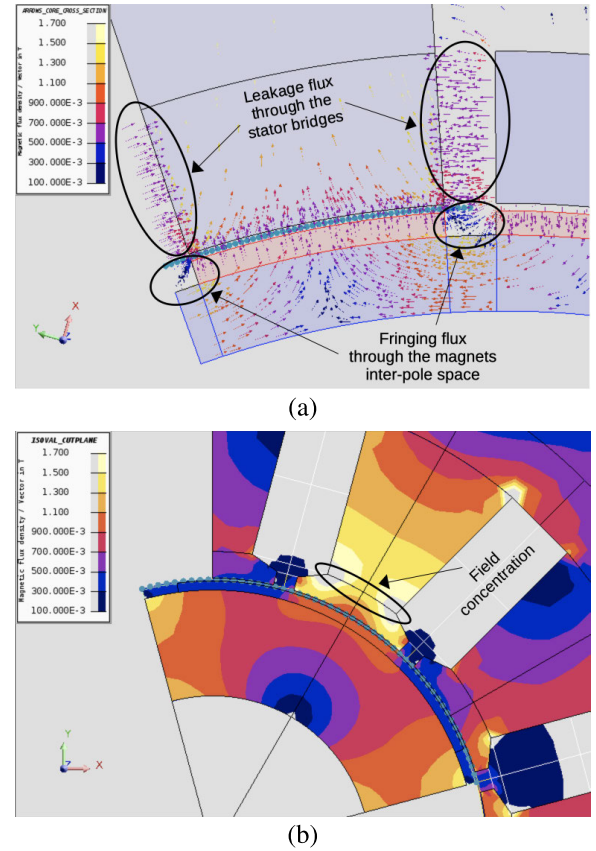 ARROWS_CORE_CROSS_SECTION
Magnetic flux density / Vector in T
1.700
1.500
1.300
1.100
900.000E-3
700.000E-3
500.000E-3
300.000E-3
100.000E-3
Leakage flux
through the
stator bridges
Fringing flux
through the magnets
inter-pole space
X
Y
Z
(a)
ISOVAL_CUTPLANE
Magnetic flux density / Vector in T
1.700
1.500
1.300
1.100
900.000E-3
700.000E-3
500.000E-3
300.000E-3
100.000E-3
Field
concentration
Y
Z
X
(b)